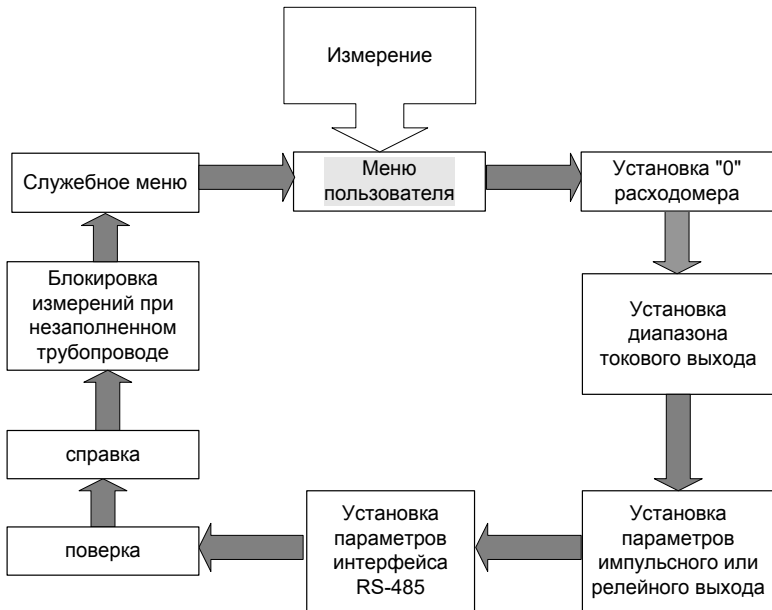 Измерение
Служебное меню
Меню
пользователя
Установка "0"
расходомера
Блокировка
измерений при
незаполненном
трубопроводе
Установка
диапазона
токового выхода
справка
поверка
Установка
параметров
интерфейса
RS-485
Установка
параметров
импульсного или
релейного выхода